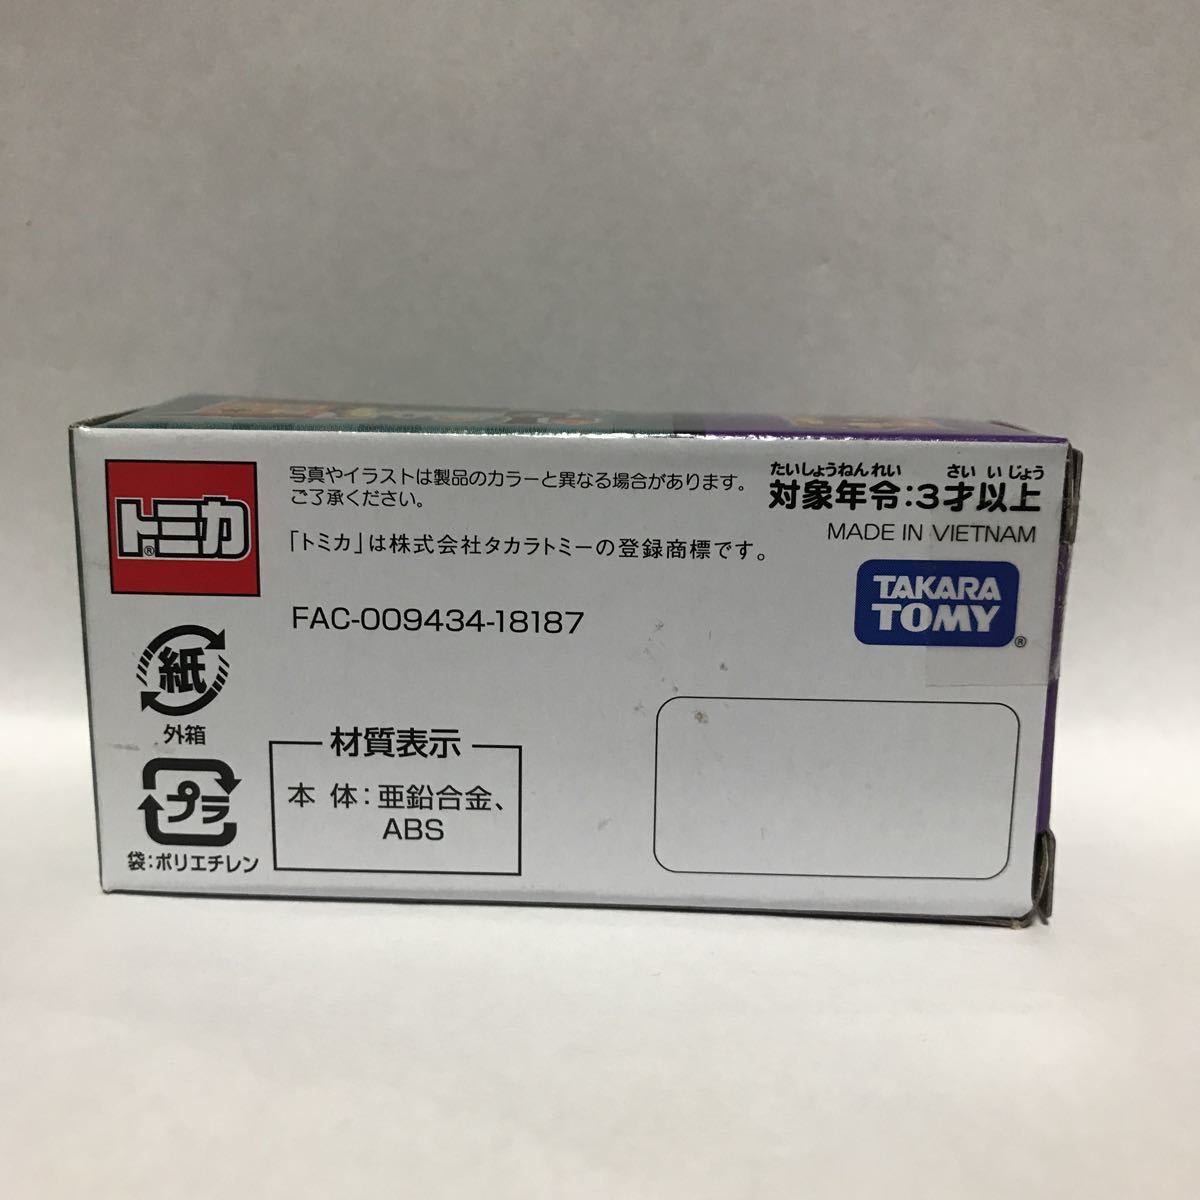 トミカ
®
写真やイラストは製品のカラーと異なる場合があります。
ご了承ください。
「トミカ」は株式会社タカラトミーの登録商標です。
FAC-009434-18187
たいしょうねんれい さい いじょう
対象年令：3才以上
MADE IN VIETNAM
TAKARA
TOMY
®
紙
外箱
プラ
袋：ポリエチレン
材質表示
本 体：亜鉛合金、
ABS